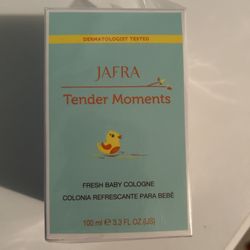 DERMATOLOGIST TESTED
JAFRA
Tender Moments
FRESH BABY COLOGNE
COLONIA REFRESCANTE PARA BEBÉ
100 ml e 3.3 FL OZ (US)